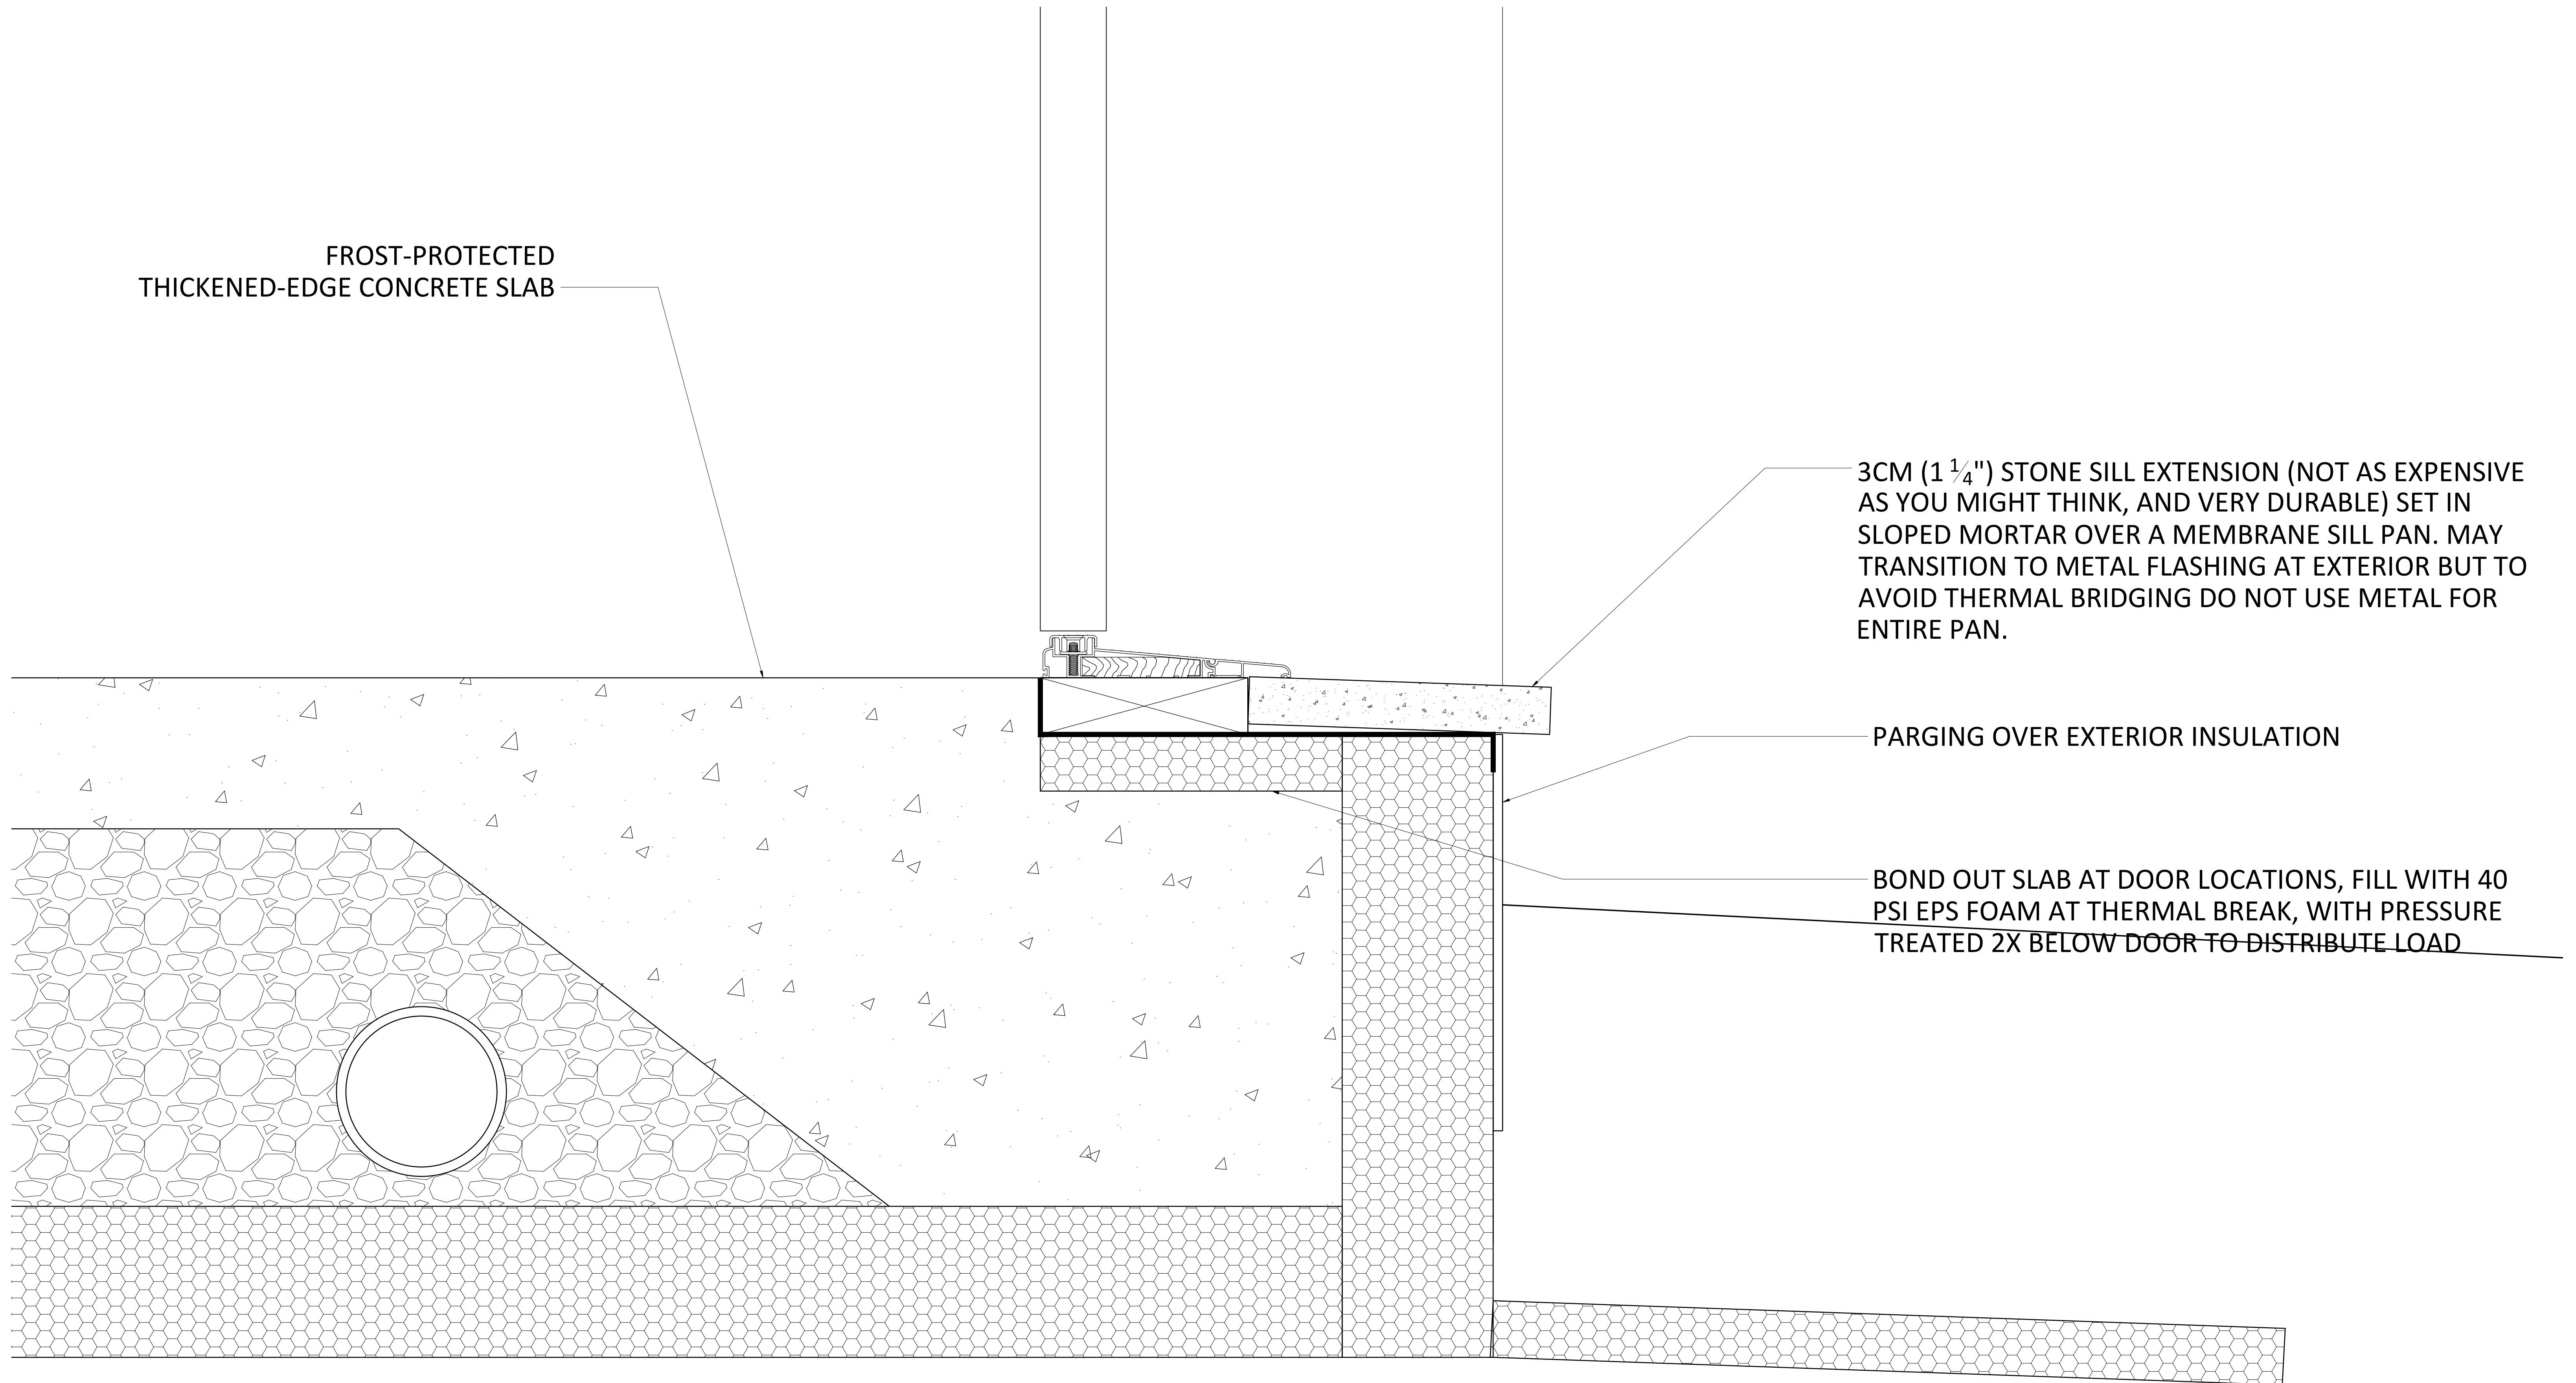 FROST-PROTECTED
THICKENED-EDGE CONCRETE SLAB
3CM (1 1⁄4") STONE SILL EXTENSION (NOT AS EXPENSIVE
AS YOU MIGHT THINK, AND VERY DURABLE) SET IN
SLOPED MORTAR OVER A MEMBRANE SILL PAN. MAY
TRANSITION TO METAL FLASHING AT EXTERIOR BUT TO
AVOID THERMAL BRIDGING DO NOT USE METAL FOR
ENTIRE PAN.
PARGING OVER EXTERIOR INSULATION
BOND OUT SLAB AT DOOR LOCATIONS, FILL WITH 40
PSI EPS FOAM AT THERMAL BREAK, WITH PRESSURE
TREATED 2X BELOW DOOR TO DISTRIBUTE LOAD